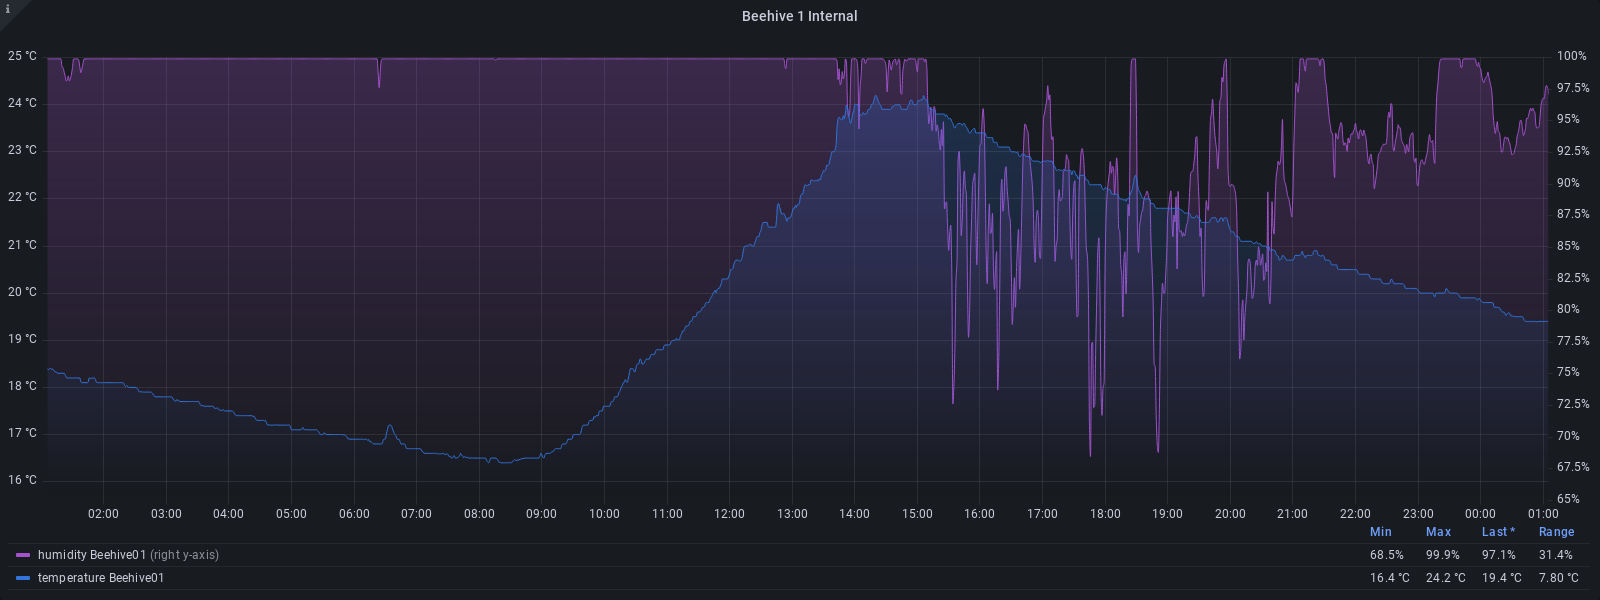 i
Beehive 1 Internal
25 °C 100%
24 °C 97.5%
23 °C 95%
22 °C 92.5%
21 °C 90%
20 °C 87.5%
19 °C 85%
18 °C 82.5%
17 °C 80%
16 °C 77.5%
75%
72.5%
70%
67.5%
65%
02:00 03:00 04:00 05:00 06:00 07:00 08:00 09:00 10:00 11:00 12:00 13:00 14:00 15:00 16:00 17:00 18:00 19:00 20:00 21:00 22:00 23:00 00:00 01:00
Min Max Last * Range
humidity Beehive01 (right y-axis) 68.5% 99.9% 97.1% 31.4%
temperature Beehive01 16.4 °C 24.2 °C 19.4 °C 7.80 °C